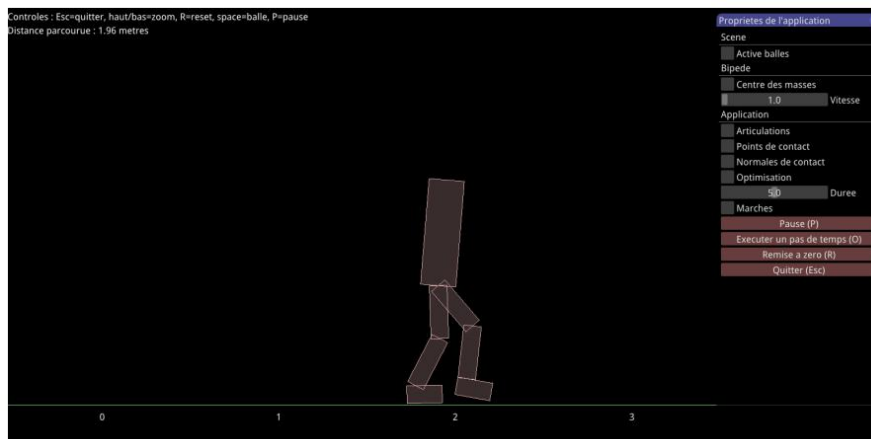 Controles : Esc=quitter, haut/bas=zoom, R=reset, space=balle, P=pause
Distance parcourue : 1.96 metres
Proprietes de l'application
Scene
Active balles
Bipede
Centre des masses
1.0 Vitesse
Application
Articulations
Points de contact
Normales de contact
Optimisation
5.0 Duree
Marches
Pause (P)
Executer un pas de temps (O)
Remise a zero (R)
Quitter (Esc)
0 1 2 3